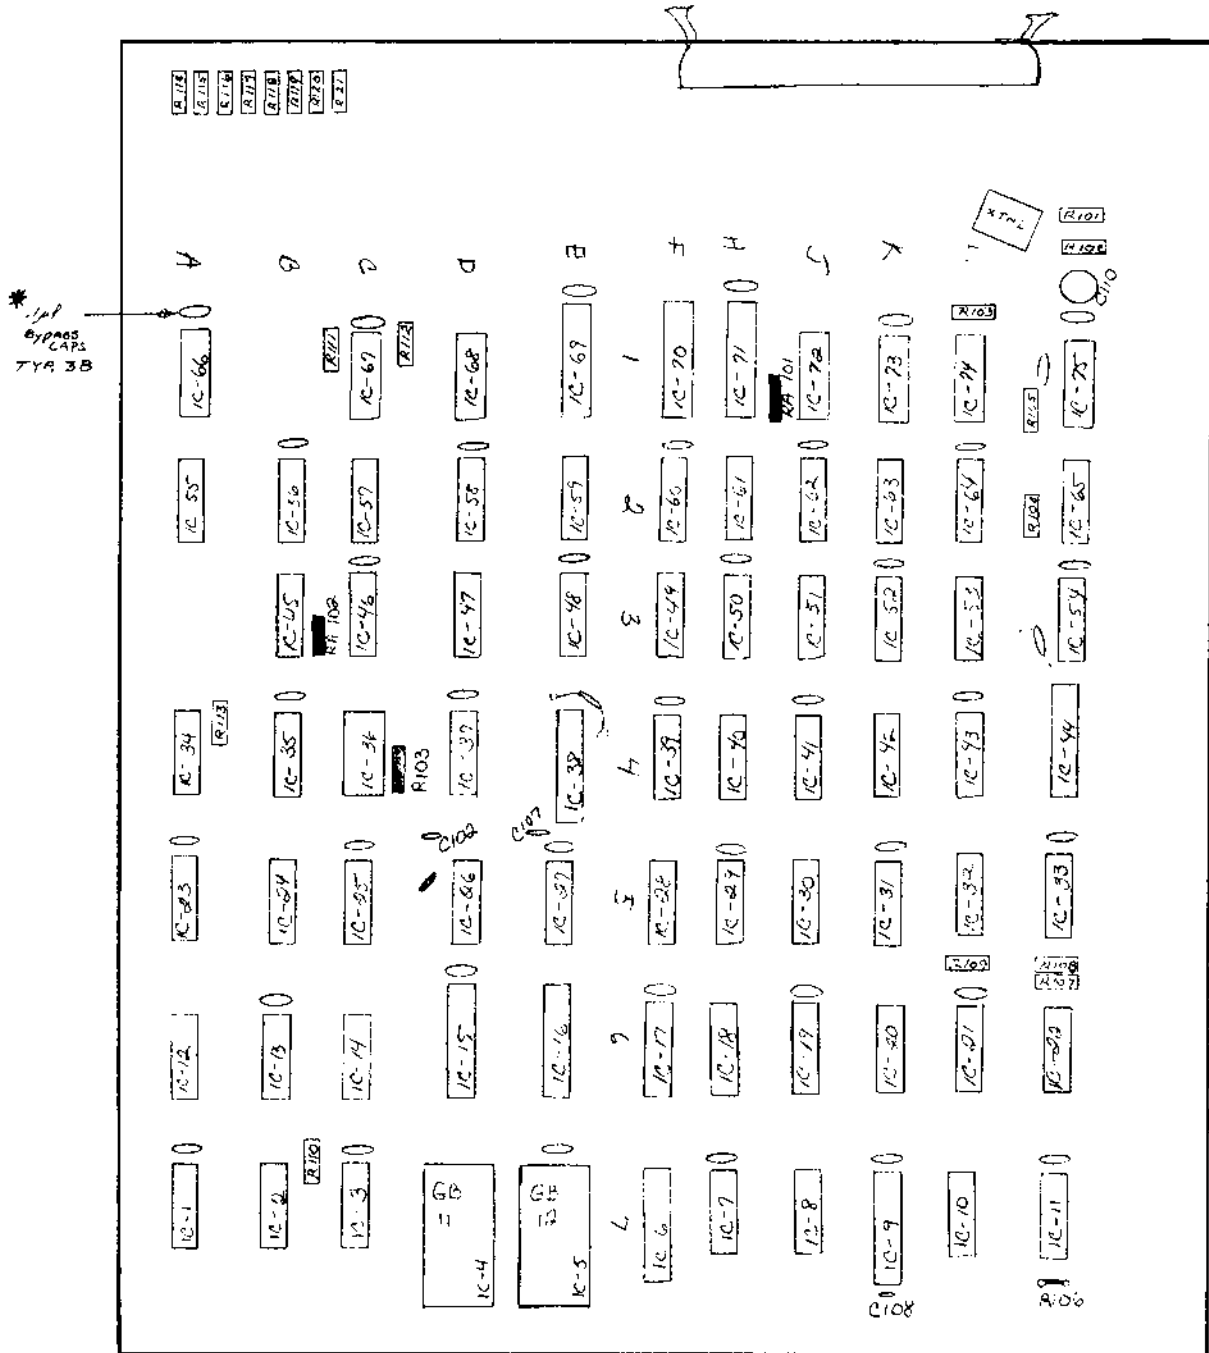 R114 R115 R116 R117 R118 R119 R120 R121
XTAL
R101
R102
C110
A B C D E F H J K
*
.1µf
BYPASS
CAPS
TYP. 38
R111 R112 R103
IC-66 IC-67 IC-68 IC-69 1 IC-70 IC-71 RA 101 IC-72 IC-73 IC-74 R105 IC-75
IC-55 IC-56 IC-57 IC-58 IC-59 2 IC-60 IC-61 IC-62 IC-63 IC-64 R104 IC-65
IC-45 RA 102 IC-46 IC-47 IC-48 3 IC-49 IC-50 IC-51 IC-52 IC-53 IC-54
IC-34 R113 IC-35 IC-36 R103 IC-37 IC-38 4 IC-39 IC-40 IC-41 IC-42 IC-43 IC-44
C102 C107
IC-23 IC-24 IC-25 IC-26 IC-27 5 IC-28 IC-29 IC-30 IC-31 IC-32 IC-33
R109 R108
R107
IC-12 IC-13 IC-14 IC-15 IC-16 6 IC-17 IC-18 IC-19 IC-20 IC-21 IC-22
R110
GB GB
IC-1 IC-2 IC-3 IC-4 IC-5 7 IC-6 IC-7 IC-8 IC-9 IC-10 IC-11
C108 R106